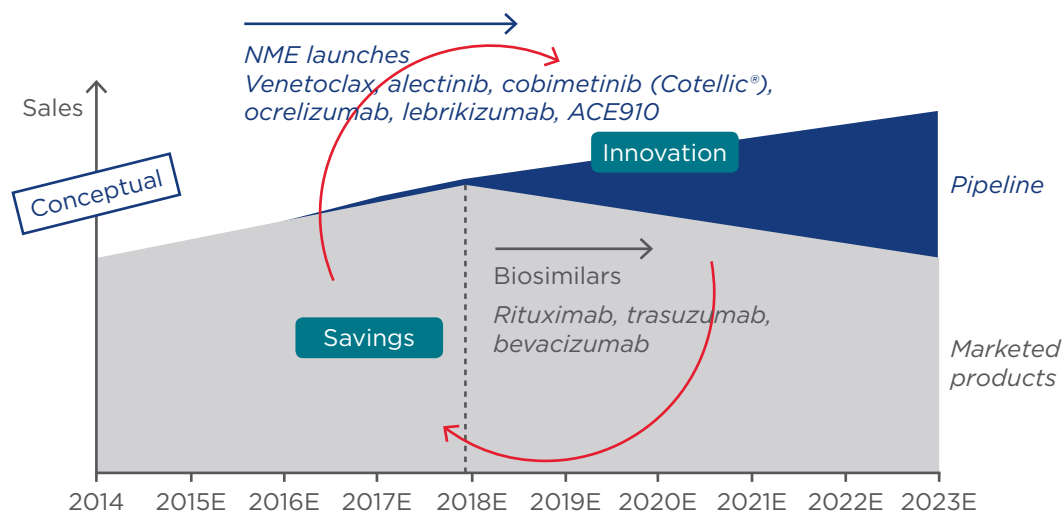 NME launches
Venetoclax, alectinib, cobimetinib (Cotellic®),
ocrelizumab, lebrikizumab, ACE910
Sales
Innovation
Conceptual
Pipeline
Biosimilars
Rituximab, trasuzumab,
bevacizumab
Savings
Marketed
products
2014 2015E 2016E 2017E 2018E 2019E 2020E 2021E 2022E 2023E